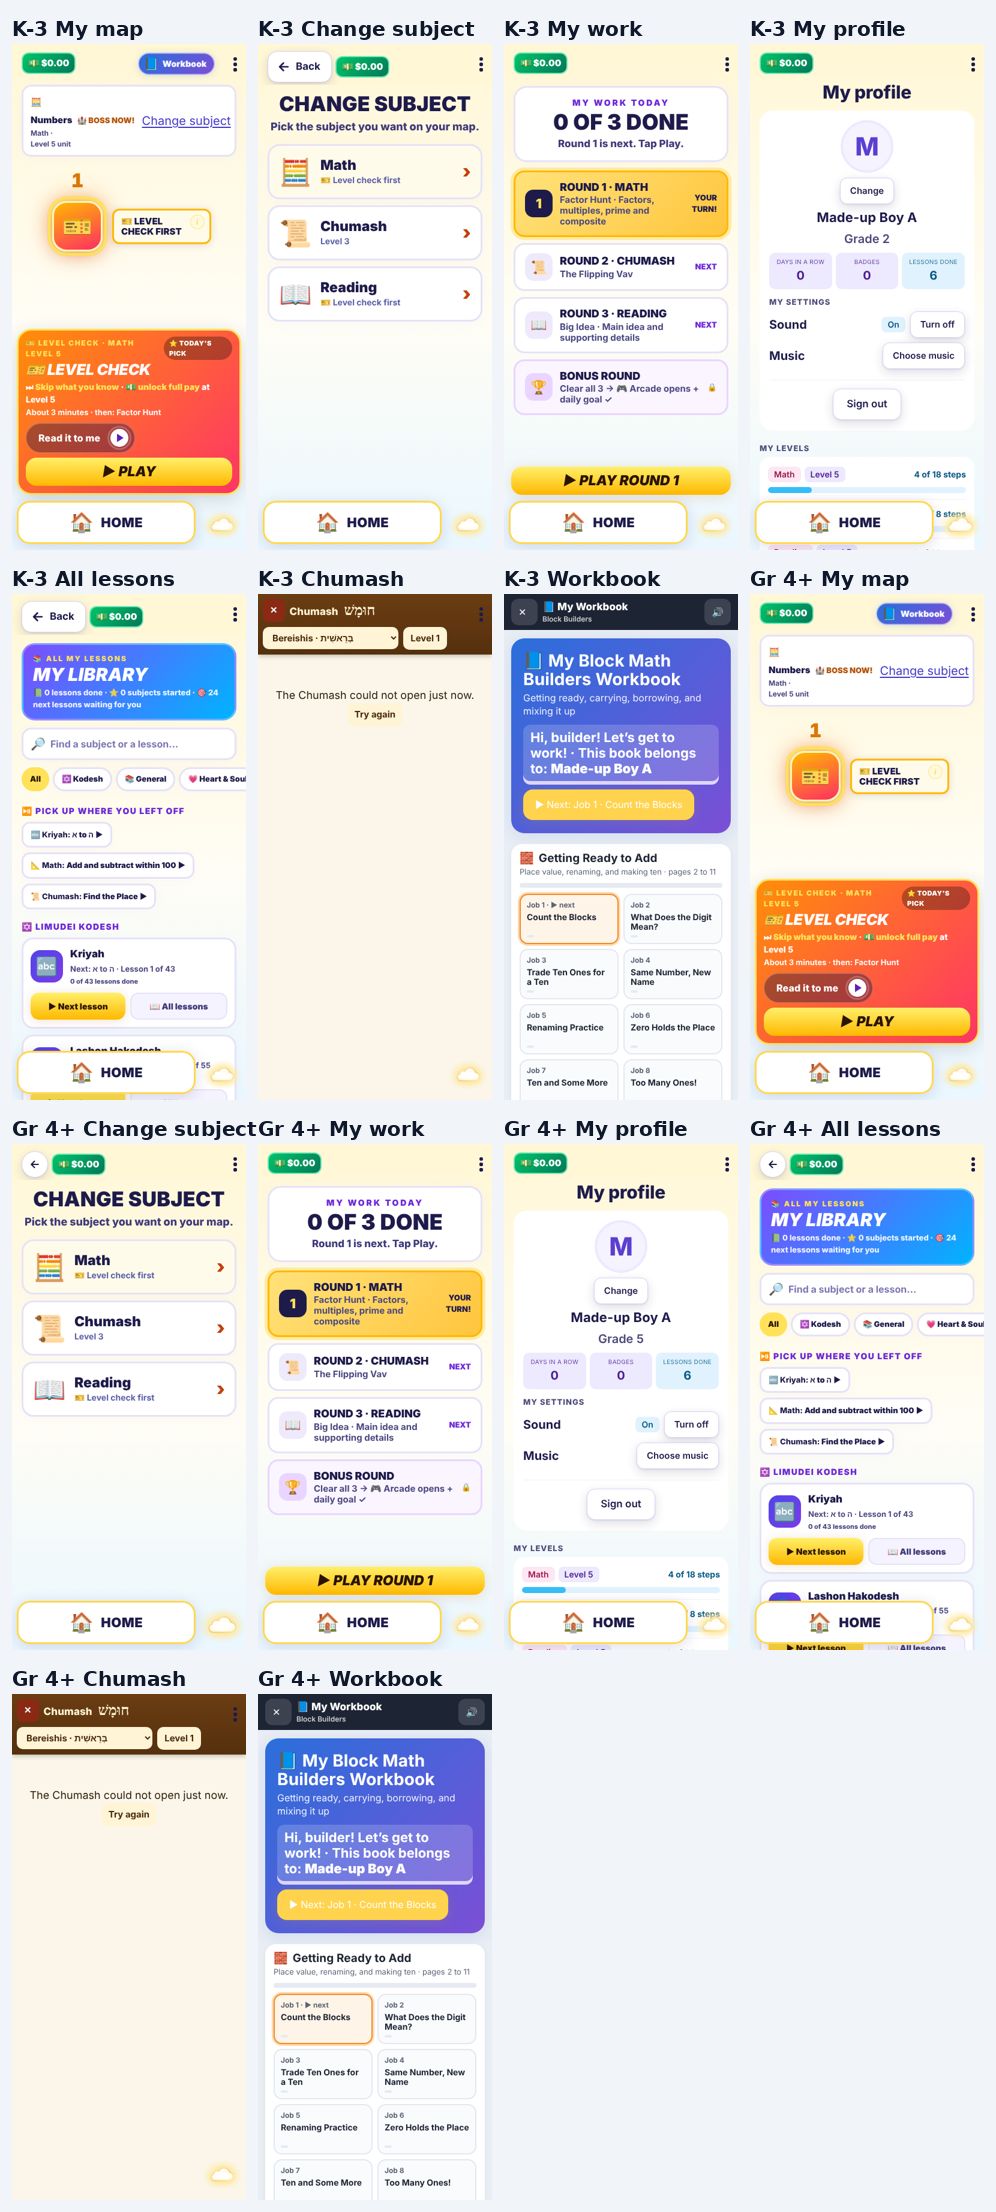 K-3 My map
$0.00
Workbook
Numbers BOSS NOW! Change subject
Math ·
Level 5 unit
1
LEVEL
CHECK FIRST
LEVEL CHECK · MATH
LEVEL 5
TODAY'S
PICK
LEVEL CHECK
Skip what you know · unlock full pay at
Level 5
About 3 minutes · then: Factor Hunt
Read it to me
PLAY
HOME
K-3 Change subject
Back
$0.00
CHANGE SUBJECT
Pick the subject you want on your map.
Math
Level check first
Chumash
Level 3
Reading
Level check first
HOME
K-3 My work
$0.00
MY WORK TODAY
0 OF 3 DONE
Round 1 is next. Tap Play.
1
ROUND 1 · MATH
Factor Hunt · Factors,
multiples, prime and
composite
YOUR
TURN!
ROUND 2 · CHUMASH
The Flipping Vav
NEXT
ROUND 3 · READING
Big Idea · Main idea and
supporting details
NEXT
BONUS ROUND
Clear all 3 → 🎮 Arcade opens +
daily goal ✓
PLAY ROUND 1
HOME
K-3 My profile
$0.00
My profile
M
Change
Made-up Boy A
Grade 2
DAYS IN A ROW
0
BADGES
0
LESSONS DONE
6
MY SETTINGS
Sound On Turn off
Music Choose music
Sign out
MY LEVELS
Math Level 5 4 of 18 steps
8 steps
HOME
K-3 All lessons
Back
$0.00
ALL MY LESSONS
MY LIBRARY
0 lessons done · 0 subjects started · 24
next lessons waiting for you
Find a subject or a lesson...
All Kodesh General Heart & Soul
PICK UP WHERE YOU LEFT OFF
Kriyah: א to ה
Math: Add and subtract within 100
Chumash: Find the Place
LIMUDEI KODESH
abc
Kriyah
Next: א to ה · Lesson 1 of 43
0 of 43 lessons done
Next lesson
All lessons
Lashon Hakodesh
of 55
HOME
K-3 Chumash
× Chumash חוּמָשׁ
Bereishis · בְּרֵאשִׁית
Level 1
The Chumash could not open just now.
Try again
K-3 Workbook
× My Workbook
Block Builders
My Block Math
Builders Workbook
Getting ready, carrying, borrowing, and
mixing it up
Hi, builder! Let's get to
work! · This book belongs
to: Made-up Boy A
Next: Job 1 · Count the Blocks
Getting Ready to Add
Place value, renaming, and making ten · pages 2 to 11
Job 1 · ▶ next
Count the Blocks
Job 2
What Does the Digit
Mean?
Job 3
Trade Ten Ones for
a Ten
Job 4
Same Number, New
Name
Job 5
Renaming Practice
Job 6
Zero Holds the Place
Job 7
Ten and Some More
Job 8
Too Many Ones!
Gr 4+ My map
$0.00
Workbook
Numbers BOSS NOW! Change subject
Math ·
Level 5 unit
1
LEVEL
CHECK FIRST
LEVEL CHECK · MATH
LEVEL 5
TODAY'S
PICK
LEVEL CHECK
Skip what you know · unlock full pay at
Level 5
About 3 minutes · then: Factor Hunt
Read it to me
PLAY
HOME
Gr 4+ Change subject
$0.00
CHANGE SUBJECT
Pick the subject you want on your map.
Math
Level check first
Chumash
Level 3
Reading
Level check first
HOME
Gr 4+ My work
$0.00
MY WORK TODAY
0 OF 3 DONE
Round 1 is next. Tap Play.
1
ROUND 1 · MATH
Factor Hunt · Factors,
multiples, prime and
composite
YOUR
TURN!
ROUND 2 · CHUMASH
The Flipping Vav
NEXT
ROUND 3 · READING
Big Idea · Main idea and
supporting details
NEXT
BONUS ROUND
Clear all 3 → 🎮 Arcade opens +
daily goal ✓
PLAY ROUND 1
HOME
Gr 4+ My profile
$0.00
My profile
M
Change
Made-up Boy A
Grade 5
DAYS IN A ROW
0
BADGES
0
LESSONS DONE
6
MY SETTINGS
Sound On Turn off
Music Choose music
Sign out
MY LEVELS
Math Level 5 4 of 18 steps
8 steps
HOME
Gr 4+ All lessons
$0.00
ALL MY LESSONS
MY LIBRARY
0 lessons done · 0 subjects started · 24
next lessons waiting for you
Find a subject or a lesson...
All Kodesh General Heart & Soul
PICK UP WHERE YOU LEFT OFF
Kriyah: א to ה
Math: Add and subtract within 100
Chumash: Find the Place
LIMUDEI KODESH
abc
Kriyah
Next: א to ה · Lesson 1 of 43
0 of 43 lessons done
Next lesson
All lessons
Lashon Hakodesh
of 55
Next lesson
HOME
Gr 4+ Chumash
× Chumash חוּמָשׁ
Bereishis · בְּרֵאשִׁית
Level 1
The Chumash could not open just now.
Try again
Gr 4+ Workbook
× My Workbook
Block Builders
My Block Math
Builders Workbook
Getting ready, carrying, borrowing, and
mixing it up
Hi, builder! Let's get to
work! · This book belongs
to: Made-up Boy A
Next: Job 1 · Count the Blocks
Getting Ready to Add
Place value, renaming, and making ten · pages 2 to 11
Job 1 · ▶ next
Count the Blocks
Job 2
What Does the Digit
Mean?
Job 3
Trade Ten Ones for
a Ten
Job 4
Same Number, New
Name
Job 5
Renaming Practice
Job 6
Zero Holds the Place
Job 7
Ten and Some More
Job 8
Too Many Ones!